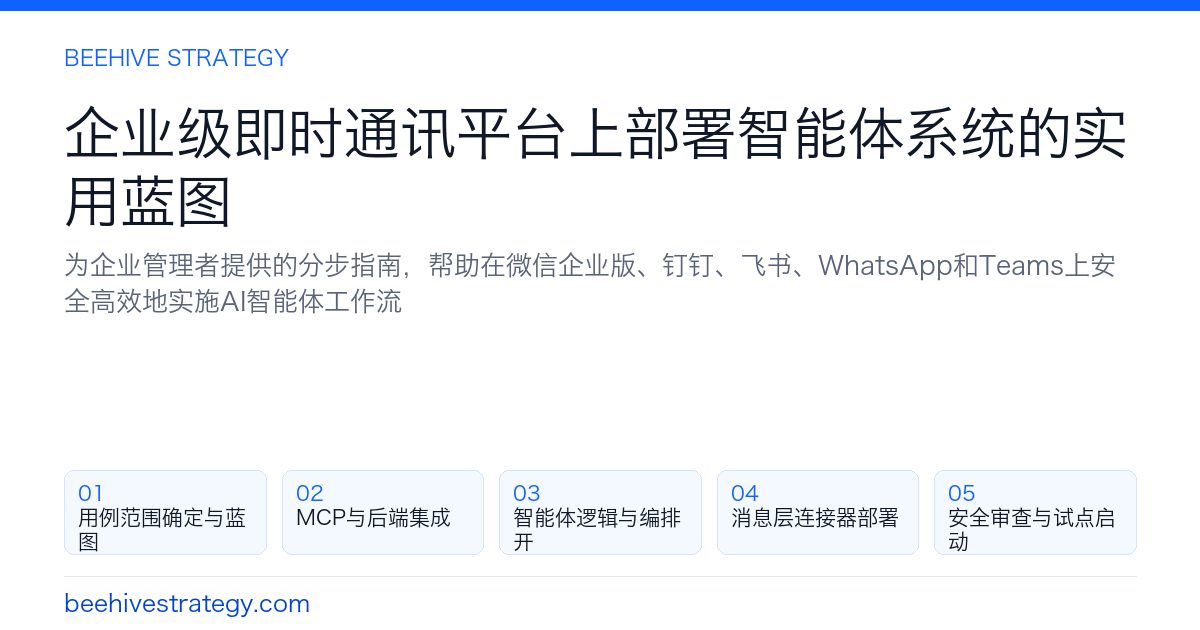 BEEHIVE STRATEGY
企业级即时通讯平台上部署智能体系统的实
用蓝图
为企业管理者提供的分步指南，帮助在微信企业版、钉钉、飞书、WhatsApp和Teams上安
全高效地实施AI智能体工作流
01
用例范围确定与蓝
图
02
MCP与后端集成
03
智能体逻辑与编排
开
04
消息层连接器部署
05
安全审查与试点启
动
beehivestrategy.com